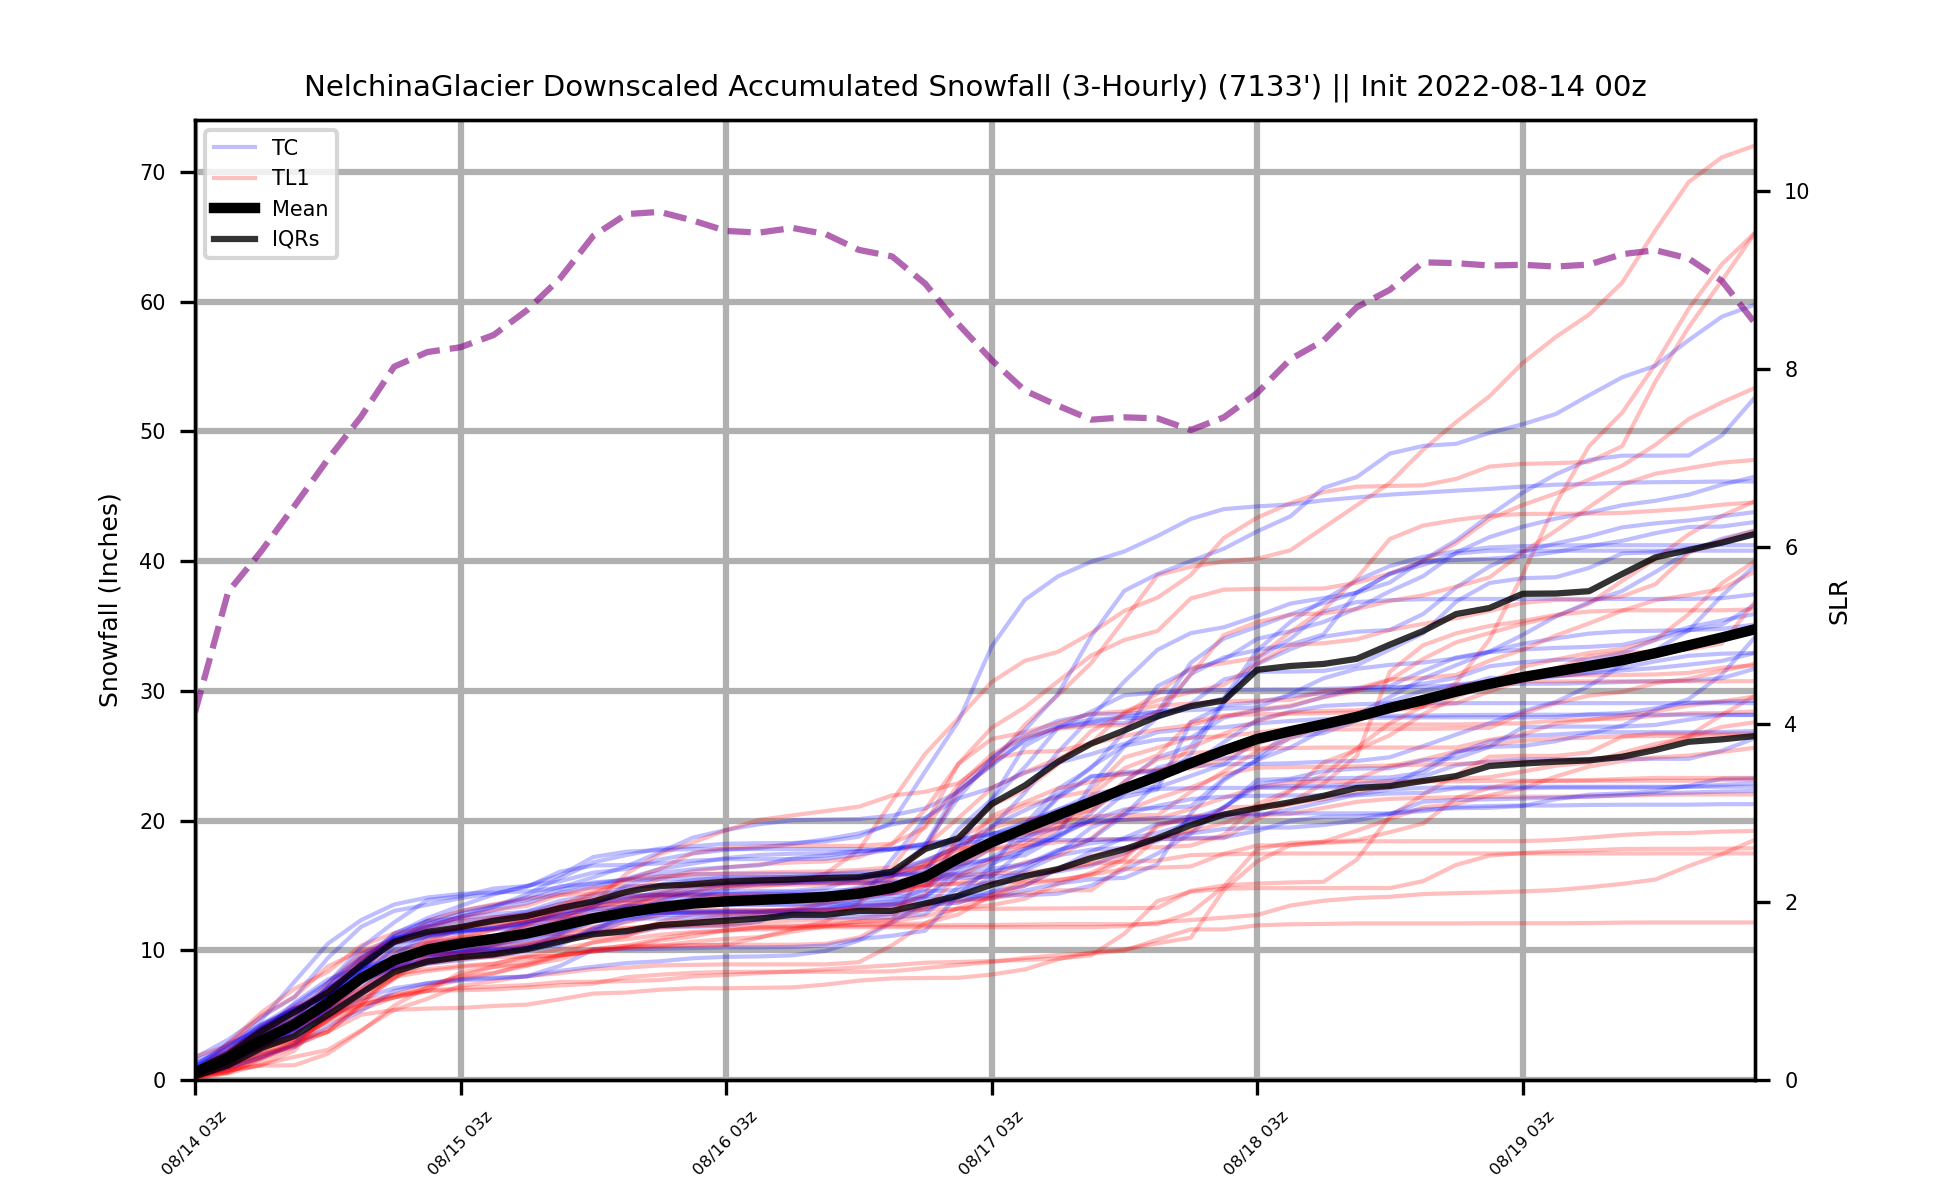 NelchinaGlacier Downscaled Accumulated Snowfall (3-Hourly) (7133') || Init 2022-08-14 00z
TC
TL1
Mean
IQRs
Snowfall (Inches)
70
60
50
40
30
20
10
0
10
8
6
4
2
0
SLR
08/14 03z
08/15 03z
08/16 03z
08/17 03z
08/18 03z
08/19 03z